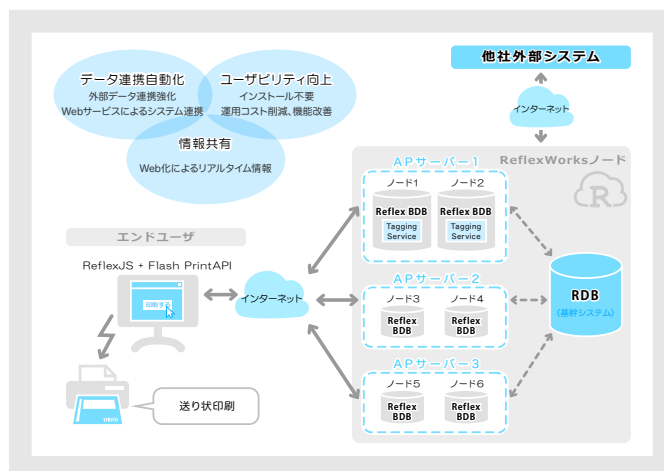 データ連携自動化
外部データ連携強化
Webサービスによるシステム連携
ユーザビリティ向上
インストール不要
運用コスト削減、機能改善
情報共有
Web化によるリアルタイム情報
他社外部システム
インターネット
ReflexWorksノード
R
APサーバー1
ノード1
ノード2
Reflex BDB
Reflex BDB
Tagging
Service
Tagging
Service
エンドユーザ
ReflexJS + Flash PrintAPI
印刷する
インターネット
APサーバー2
ノード3
ノード4
Reflex
BDB
Reflex
BDB
RDB
(基幹システム)
APサーバー3
ノード5
ノード6
Reflex
BDB
Reflex
BDB
送り状印刷